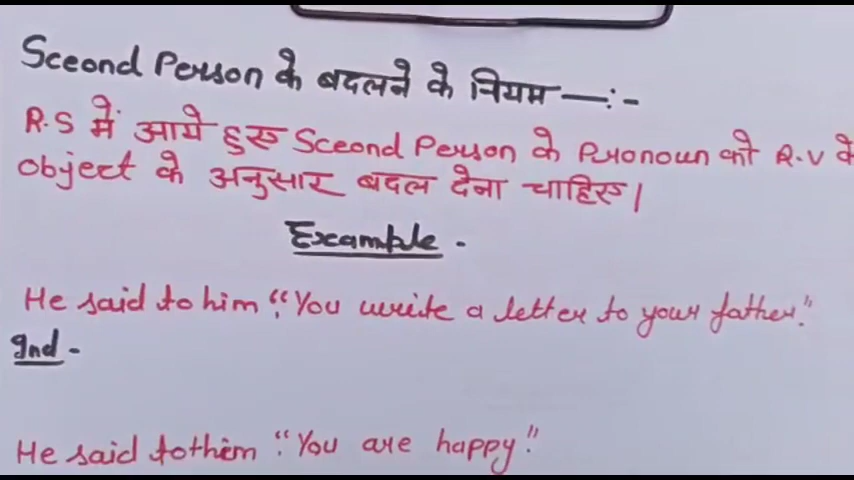 Sceond Person के बदलने के नियम —:-
R.S में आये हुए Sceond Person के Pronoun को R.V के
object के अनुसार बदल देना चाहिए।
Example -
He said to him “You write a letter to your father.”
Ind -
He said to them “You are happy.”